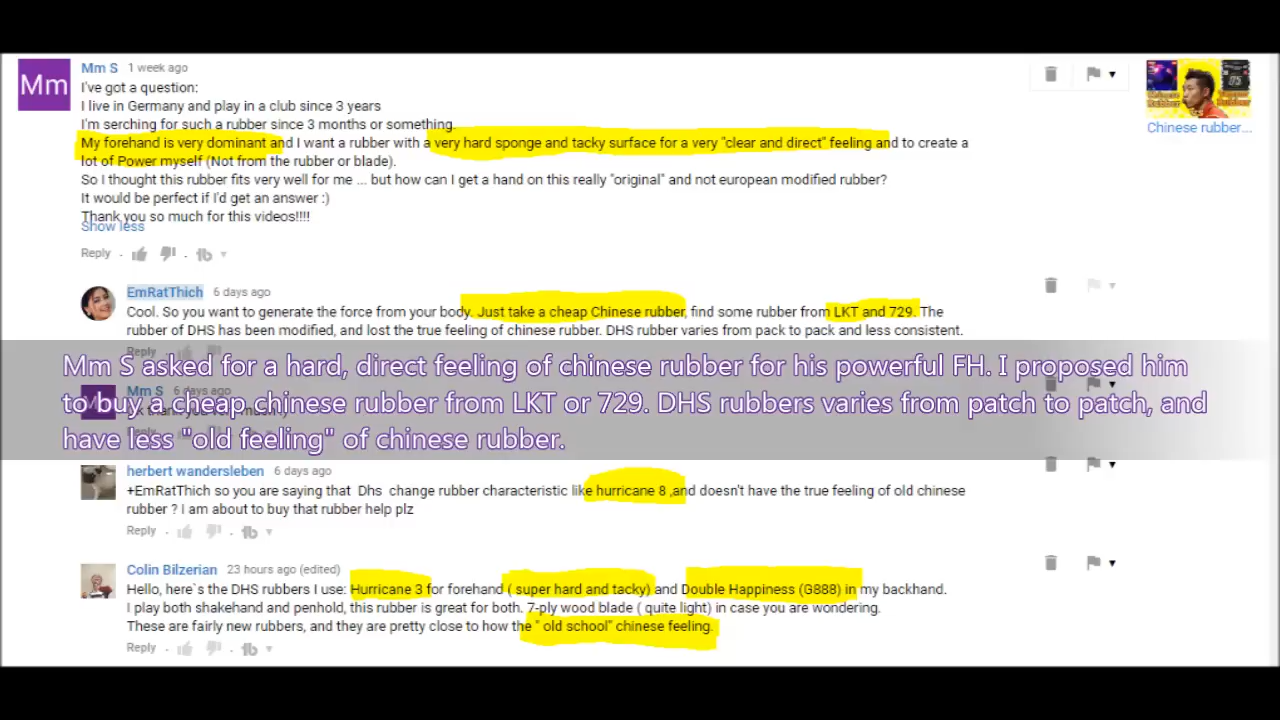 Mm
Mm S 1 week ago
I've got a question:
I live in Germany and play in a club since 3 years
I'm serching for such a rubber since 3 months or something.
My forehand is very dominant and I want a rubber with a very hard sponge and tacky surface for a very "clear and direct" feeling and to create a
lot of Power myself (Not from the rubber or blade).
So I thought this rubber fits very well for me ... but how can I get a hand on this really "original" and not european modified rubber?
It would be perfect if I'd get an answer :)
Thank you so much for this videos!!!!
Show less
Reply
Chinese rubber...
EmRatThich 6 days ago
Cool. So you want to generate the force from your body. Just take a cheap Chinese rubber, find some rubber from LKT and 729. The
rubber of DHS has been modified, and lost the true feeling of chinese rubber. DHS rubber varies from pack to pack and less consistent.
Reply
Mm S asked for a hard, direct feeling of chinese rubber for his powerful FH. I proposed him
Mm S 6 days ago
to buy a cheap chinese rubber from LKT or 729. DHS rubbers varies from patch to patch, and
have less "old feeling" of chinese rubber.
herbert wandersleben 6 days ago
+EmRatThich so you are saying that Dhs change rubber characteristic like hurricane 8 ,and doesn't have the true feeling of old chinese
rubber ? I am about to buy that rubber help plz
Reply
Colin Bilzerian 23 hours ago (edited)
Hello, here`s the DHS rubbers I use: Hurricane 3 for forehand ( super hard and tacky) and Double Happiness (G888) in my backhand.
I play both shakehand and penhold, this rubber is great for both. 7-ply wood blade ( quite light) in case you are wondering.
These are fairly new rubbers, and they are pretty close to how the " old school" chinese feeling.
Reply